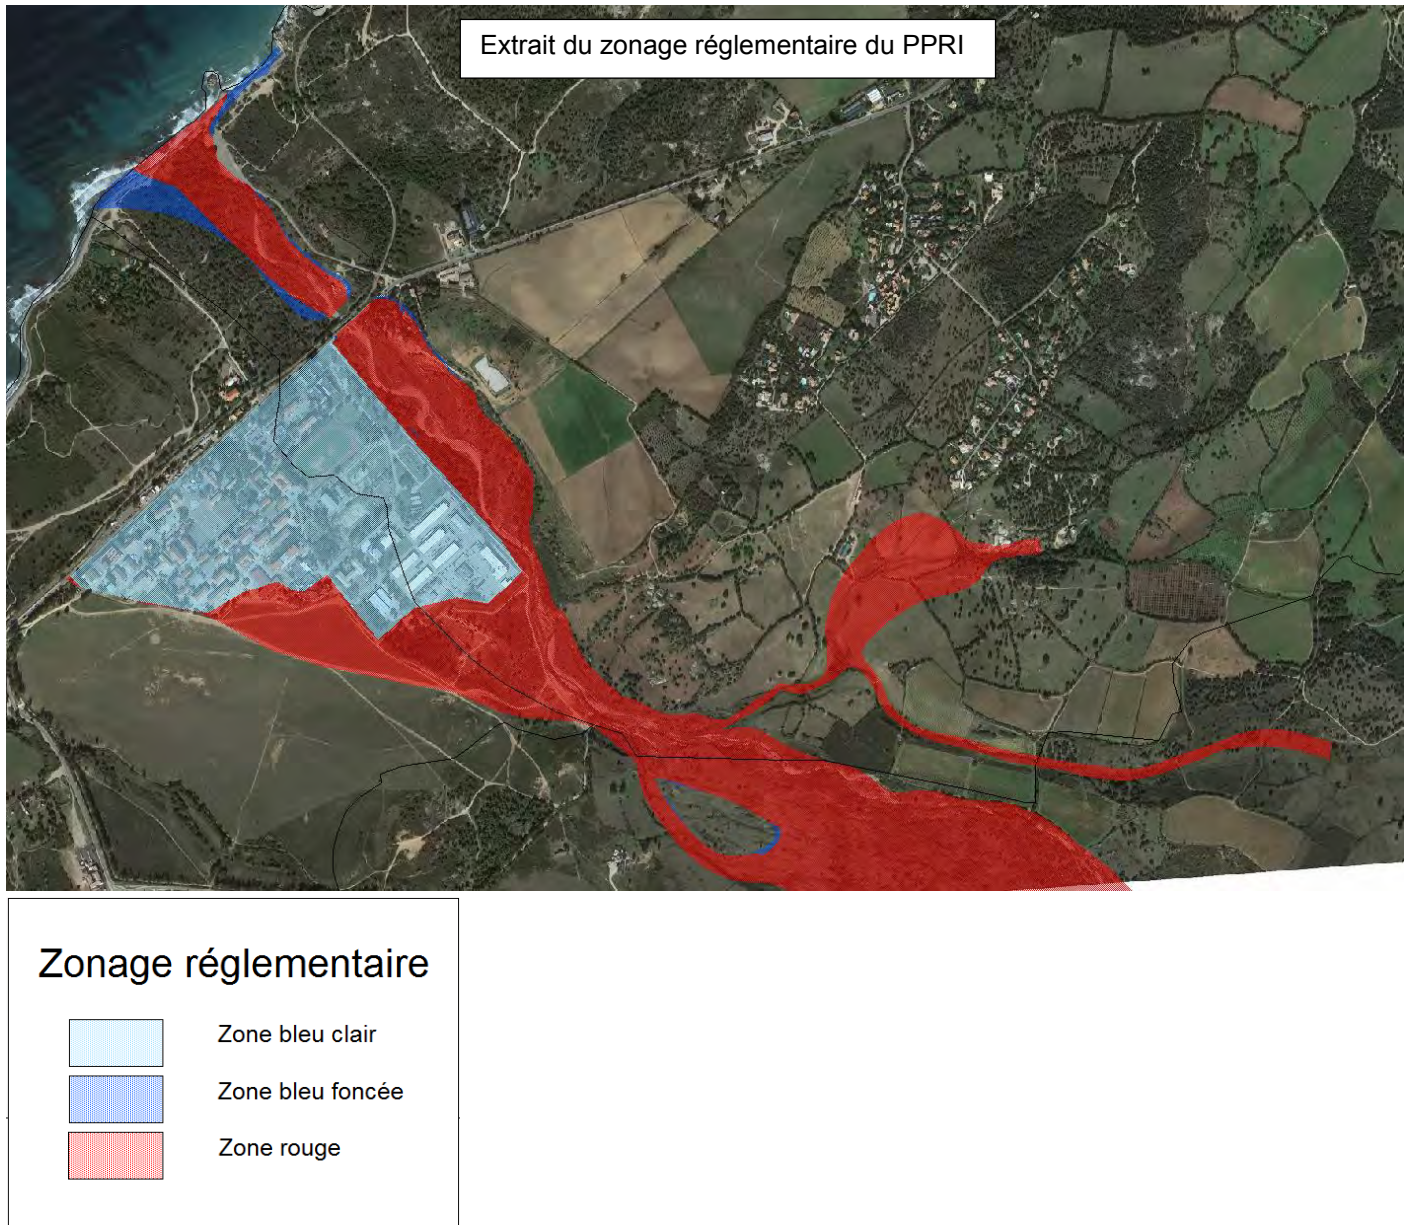 Extrait du zonage réglementaire du PPRI
Zonage réglementaire
Zone bleu clair
Zone bleu foncée
Zone rouge